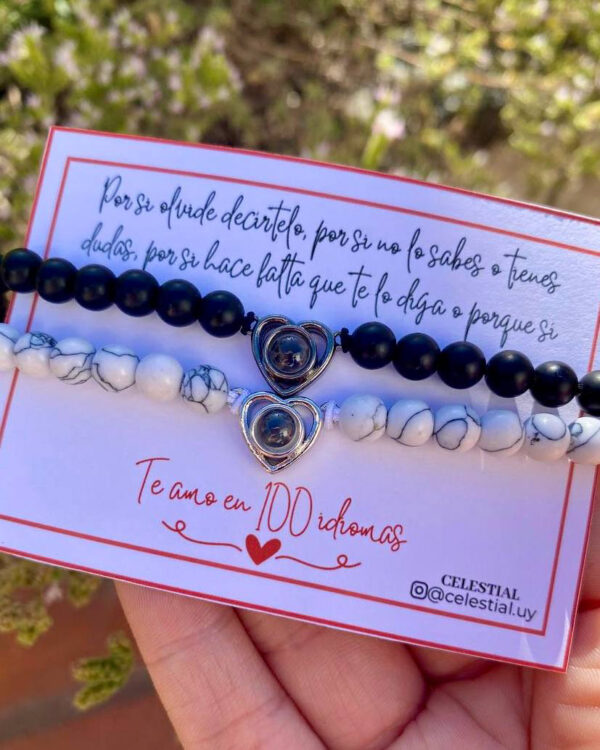 Por si olvide decirtelo, por si no lo sabes o tienes
dudas, por si hace falta que te lo diga o porque si
Te amo en 100 idiomas
CELESTIAL
@celestial.uy